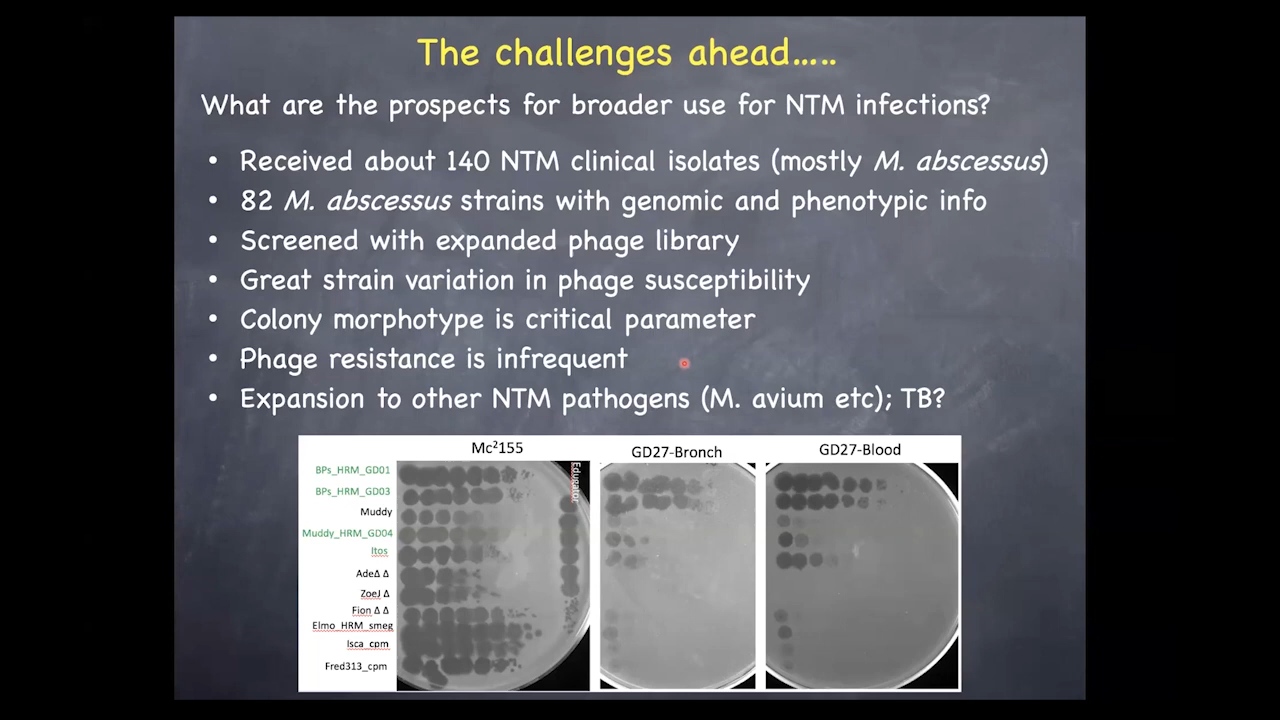 The challenges ahead.....
What are the prospects for broader use for NTM infections?
• Received about 140 NTM clinical isolates (mostly M. abscessus)
• 82 M. abscessus strains with genomic and phenotypic info
• Screened with expanded phage library
• Great strain variation in phage susceptibility
• Colony morphotype is critical parameter
• Phage resistance is infrequent
• Expansion to other NTM pathogens (M. avium etc); TB?
Mc²155
GD27-Bronch
GD27-Blood
BPs_HRM_GD01
BPs_HRM_GD03
Muddy
Muddy_HRM_GD04
Itos
AdeΔ Δ
ZoeJ Δ
Fion Δ Δ
Elmo_HRM_smeg
Isca_cpm
Fred313_cpm
Edugator